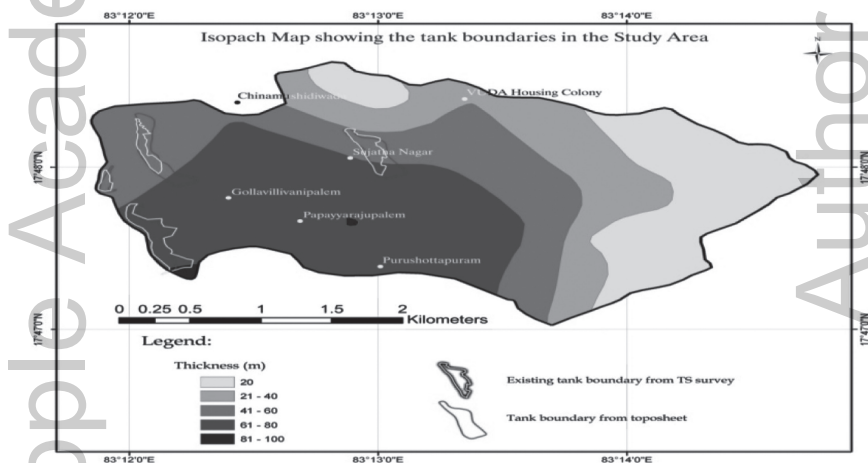 83°12'0"E 83°13'0"E 83°14'0"E
Isopach Map showing the tank boundaries in the Study Area
N
Chinamushidiwada VUDA Housing Colony
Sujatha Nagar
17°48'0"N 17°48'0"N
Gollavillivanipalem
Papayyarajupalem
Purushottapuram
0 0.25 0.5 1 1.5 2
Kilometers
17°47'0"N 17°47'0"N
Legend:
Thickness (m)
20
21 - 40
41 - 60
61 - 80
81 - 100
Existing tank boundary from TS survey
Tank boundary from toposheet
83°12'0"E 83°13'0"E 83°14'0"E
ople Acade
Author